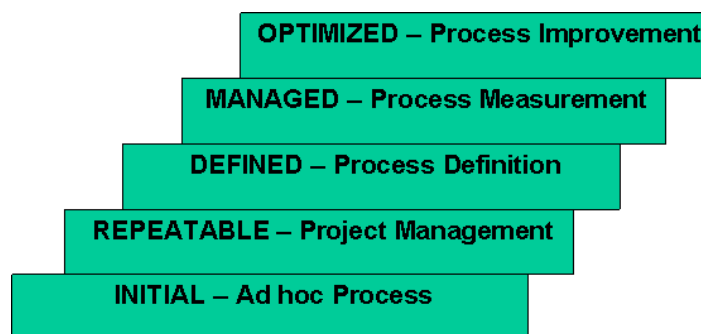 OPTIMIZED – Process Improvement
MANAGED – Process Measurement
DEFINED – Process Definition
REPEATABLE – Project Management
INITIAL – Ad hoc Process